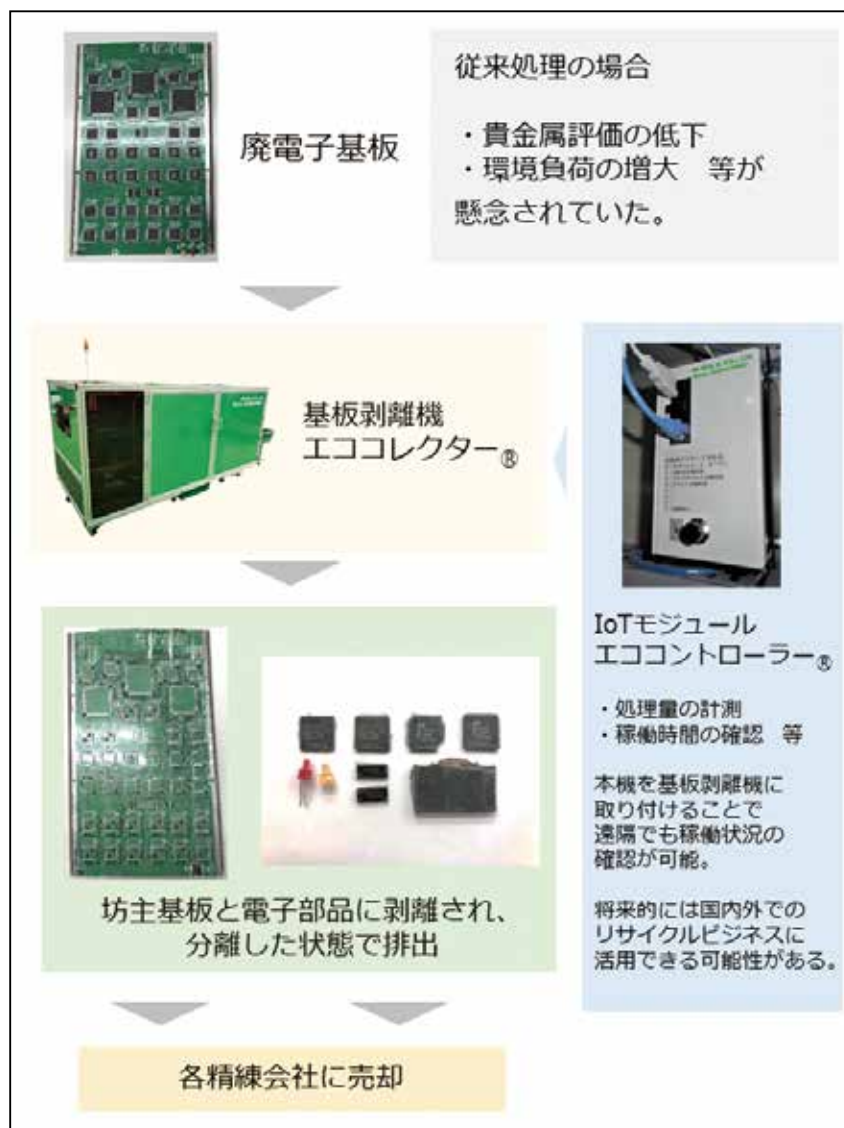 従来処理の場合
・貴金属評価の低下
・環境負荷の増大　等が
懸念されていた。
廃電子基板
基板剥離機
エココレクター®
IoTモジュール
エココントローラー®
・処理量の計測
・稼働時間の確認　等
本機を基板剥離機に
取り付けることで
遠隔でも稼働状況の
確認が可能。
将来的には国内外での
リサイクルビジネスに
活用できる可能性がある。
坊主基板と電子部品に剥離され、
分離した状態で排出
各精練会社に売却